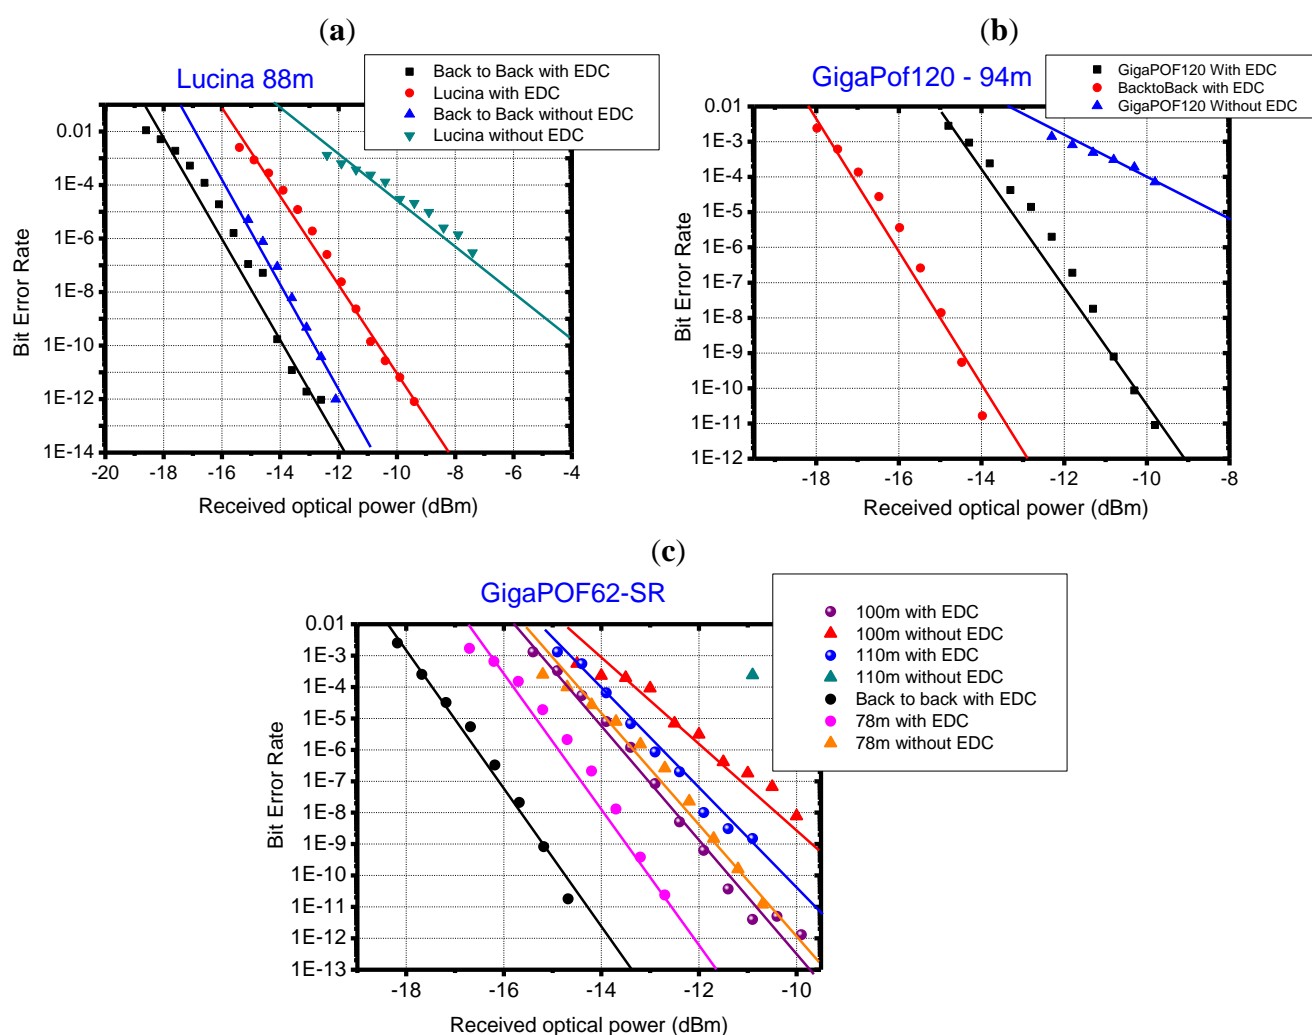 (a)
Lucina 88m
Back to Back with EDC
Lucina with EDC
Back to Back without EDC
Lucina without EDC
0.01
1E-4
1E-6
1E-8
1E-10
1E-12
1E-14
Bit Error Rate
-20 -18 -16 -14 -12 -10 -8 -6 -4
Received optical power (dBm)
(b)
GigaPof120 - 94m
GigaPOF120 With EDC
BacktoBack with EDC
GigaPOF120 Without EDC
0.01
1E-3
1E-4
1E-5
1E-6
1E-7
1E-8
1E-9
1E-10
1E-11
1E-12
Bit Error Rate
-18 -16 -14 -12 -10 -8
Received optical power (dBm)
(c)
GigaPOF62-SR
100m with EDC
100m without EDC
110m with EDC
110m without EDC
Back to back with EDC
78m with EDC
78m without EDC
0.01
1E-3
1E-4
1E-5
1E-6
1E-7
1E-8
1E-9
1E-10
1E-11
1E-12
1E-13
Bit Error Rate
-18 -16 -14 -12 -10
Received optical power (dBm)